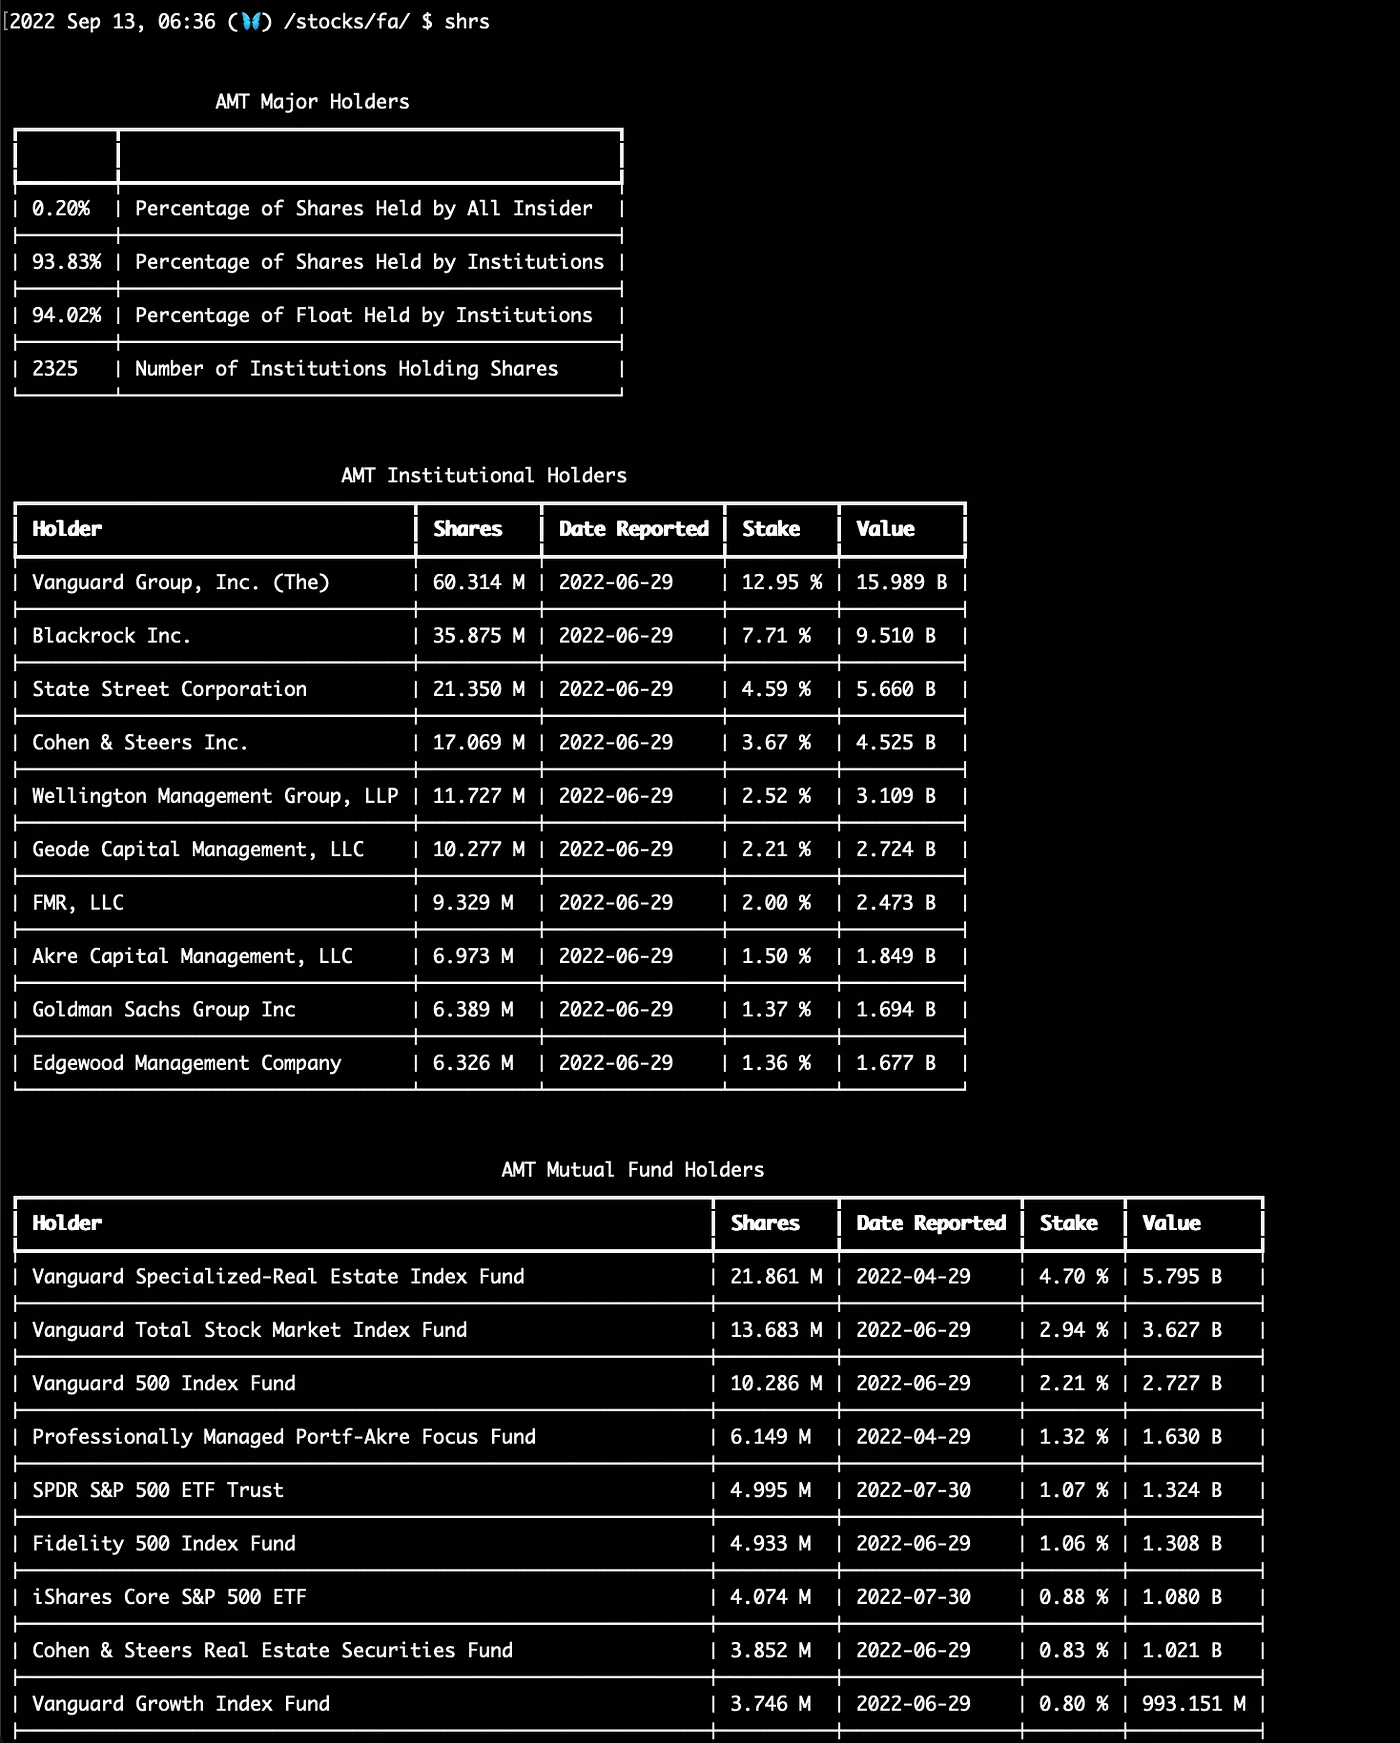 [2022 Sep 13, 06:36 (🦋) /stocks/fa/ $ shrs
AMT Major Holders
0.20% | Percentage of Shares Held by All Insider
93.83% | Percentage of Shares Held by Institutions
94.02% | Percentage of Float Held by Institutions
2325 | Number of Institutions Holding Shares
AMT Institutional Holders
Holder | Shares | Date Reported | Stake | Value
Vanguard Group, Inc. (The) | 60.314 M | 2022-06-29 | 12.95 % | 15.989 B
Blackrock Inc. | 35.875 M | 2022-06-29 | 7.71 % | 9.510 B
State Street Corporation | 21.350 M | 2022-06-29 | 4.59 % | 5.660 B
Cohen & Steers Inc. | 17.069 M | 2022-06-29 | 3.67 % | 4.525 B
Wellington Management Group, LLP | 11.727 M | 2022-06-29 | 2.52 % | 3.109 B
Geode Capital Management, LLC | 10.277 M | 2022-06-29 | 2.21 % | 2.724 B
FMR, LLC | 9.329 M | 2022-06-29 | 2.00 % | 2.473 B
Akre Capital Management, LLC | 6.973 M | 2022-06-29 | 1.50 % | 1.849 B
Goldman Sachs Group Inc | 6.389 M | 2022-06-29 | 1.37 % | 1.694 B
Edgewood Management Company | 6.326 M | 2022-06-29 | 1.36 % | 1.677 B
AMT Mutual Fund Holders
Holder | Shares | Date Reported | Stake | Value
Vanguard Specialized-Real Estate Index Fund | 21.861 M | 2022-04-29 | 4.70 % | 5.795 B
Vanguard Total Stock Market Index Fund | 13.683 M | 2022-06-29 | 2.94 % | 3.627 B
Vanguard 500 Index Fund | 10.286 M | 2022-06-29 | 2.21 % | 2.727 B
Professionally Managed Portf-Akre Focus Fund | 6.149 M | 2022-04-29 | 1.32 % | 1.630 B
SPDR S&P 500 ETF Trust | 4.995 M | 2022-07-30 | 1.07 % | 1.324 B
Fidelity 500 Index Fund | 4.933 M | 2022-06-29 | 1.06 % | 1.308 B
iShares Core S&P 500 ETF | 4.074 M | 2022-07-30 | 0.88 % | 1.080 B
Cohen & Steers Real Estate Securities Fund | 3.852 M | 2022-06-29 | 0.83 % | 1.021 B
Vanguard Growth Index Fund | 3.746 M | 2022-06-29 | 0.80 % | 993.151 M